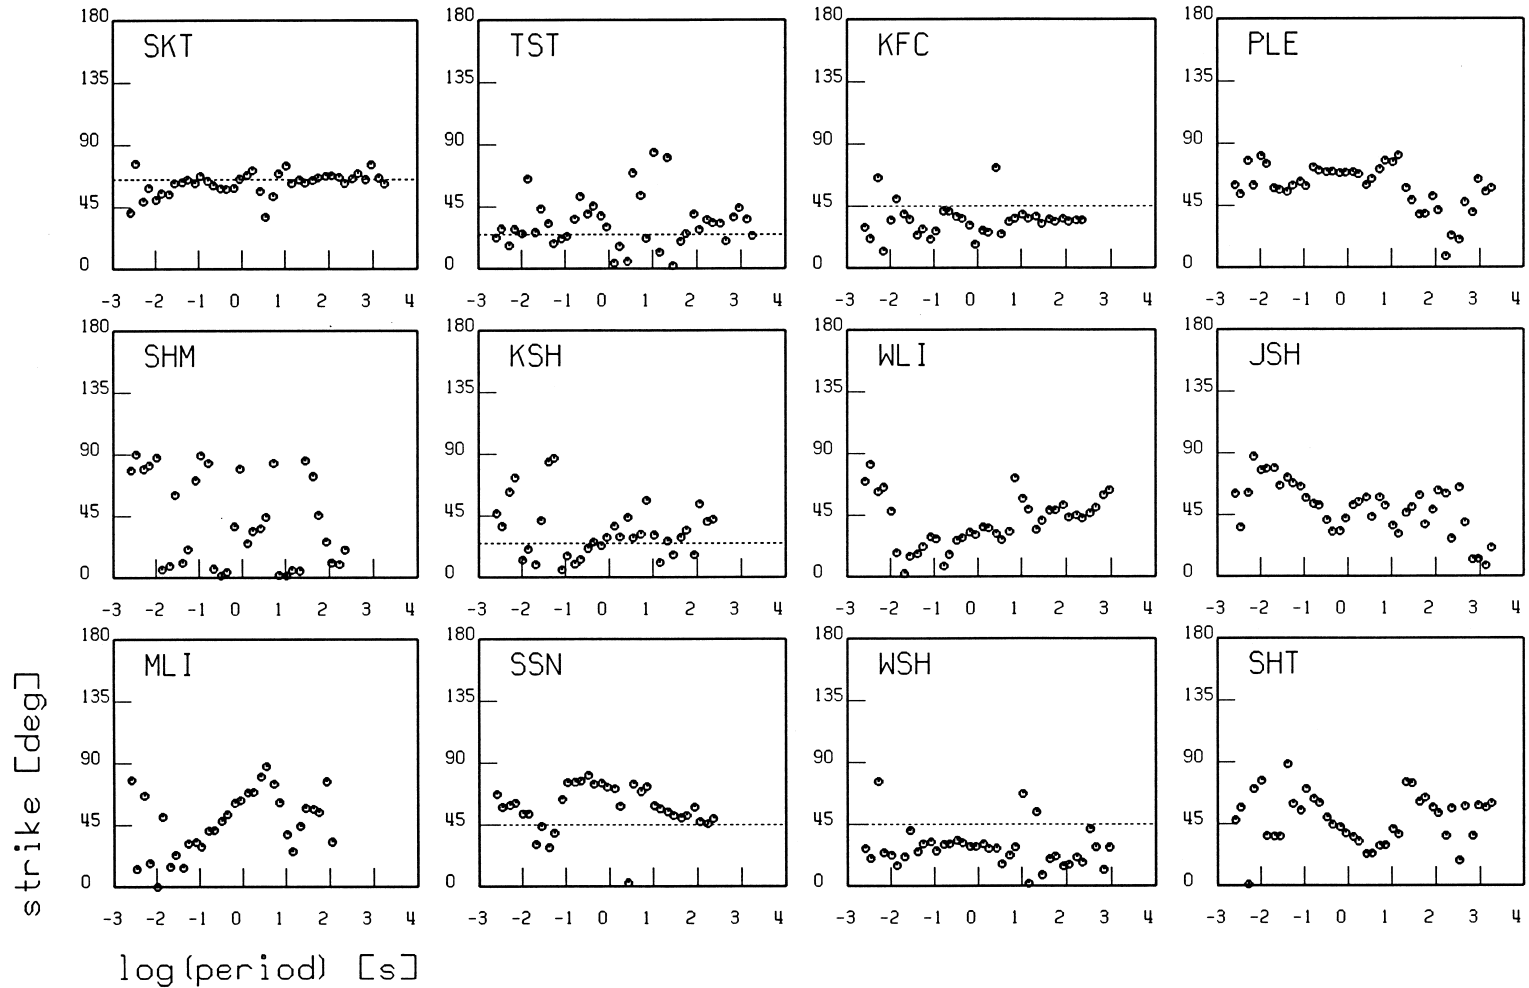 180 180 180 180
SKT TST KFC PLE
135 135 135 135
90 90 90 90
45 45 45 45
0 0 0 0
-3 -2 -1 0 1 2 3 4 -3 -2 -1 0 1 2 3 4 -3 -2 -1 0 1 2 3 4 -3 -2 -1 0 1 2 3 4
180 180 180 180
SHM KSH WLI JSH
135 135 135 135
90 90 90 90
45 45 45 45
0 0 0 0
-3 -2 -1 0 1 2 3 4 -3 -2 -1 0 1 2 3 4 -3 -2 -1 0 1 2 3 4 -3 -2 -1 0 1 2 3 4
180 180 180 180
MLI SSN WSH SHT
135 135 135 135
90 90 90 90
45 45 45 45
0 0 0 0
-3 -2 -1 0 1 2 3 4 -3 -2 -1 0 1 2 3 4 -3 -2 -1 0 1 2 3 4 -3 -2 -1 0 1 2 3 4
strike [deg]
log(period) [s]